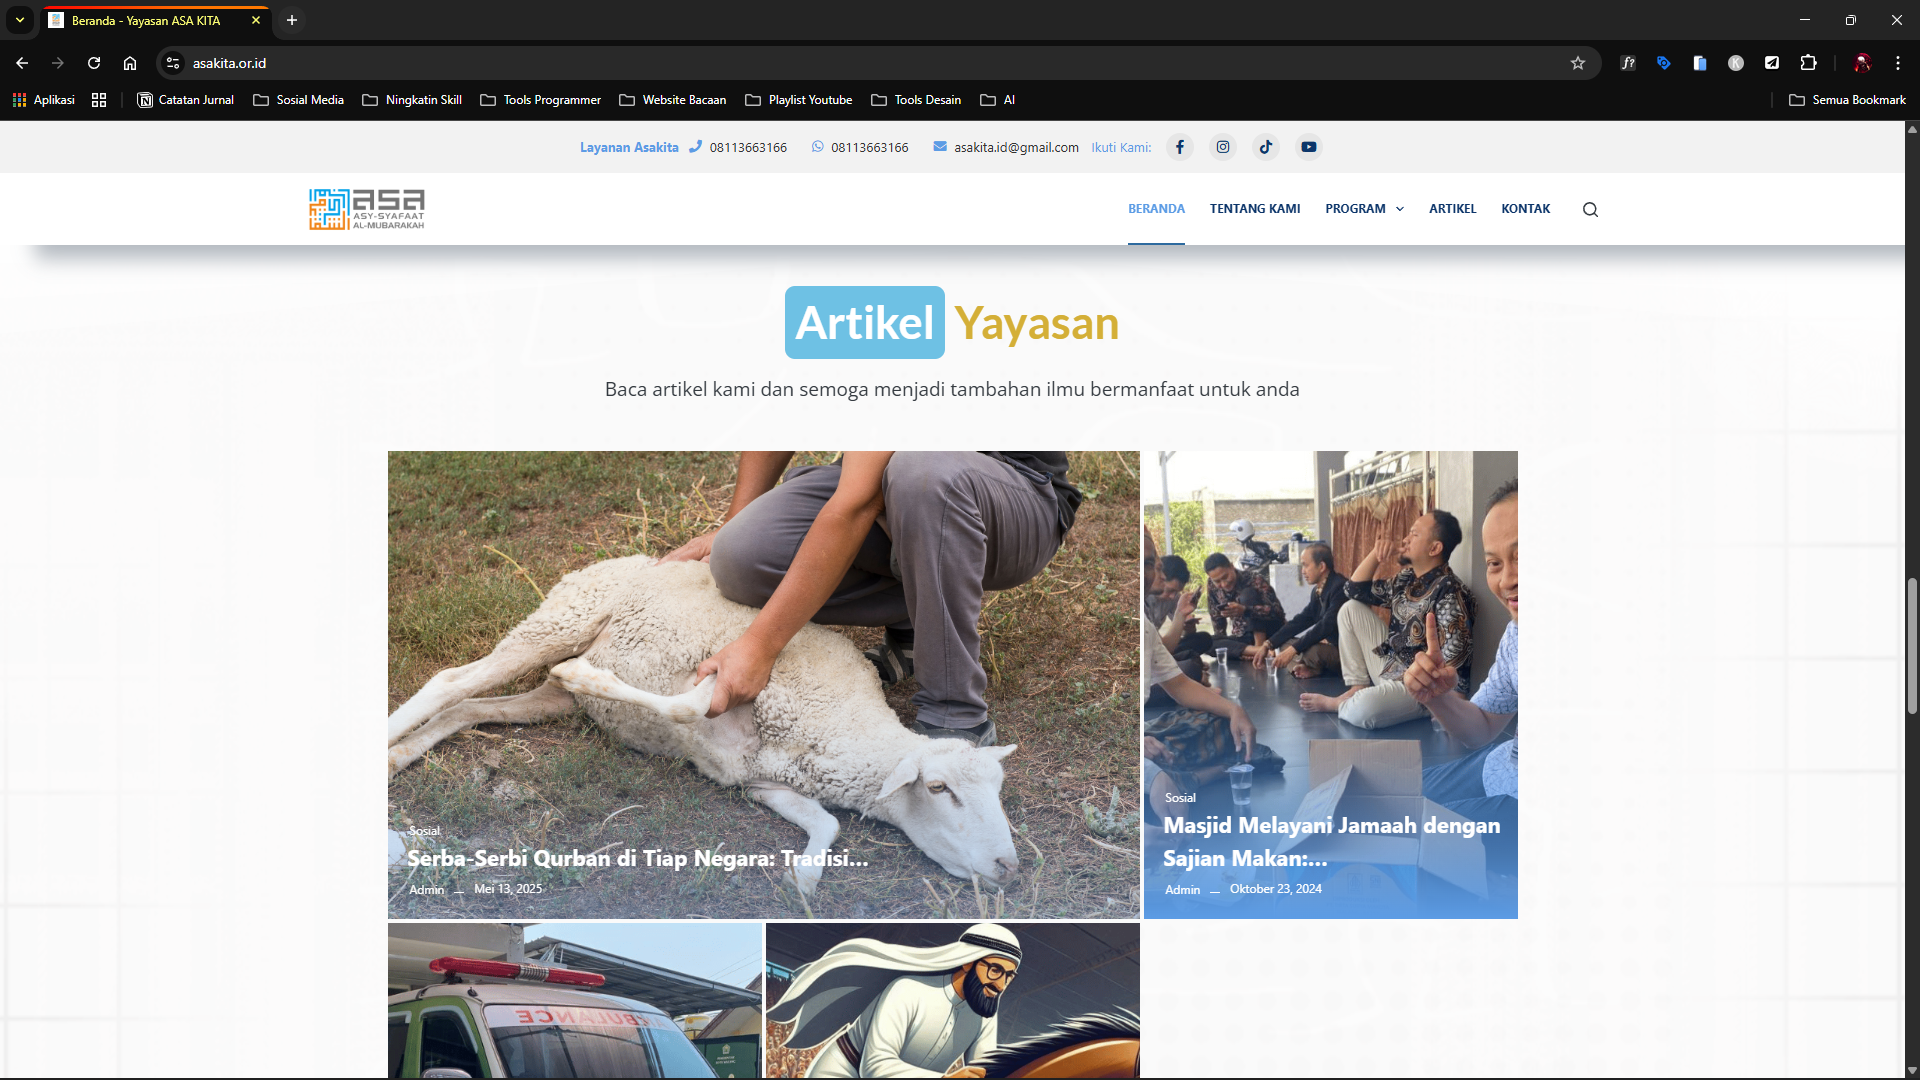 Beranda - Yayasan ASA KITA
asakita.or.id
Aplikasi
Catatan Jurnal
Sosial Media
Ningkatin Skill
Tools Programmer
Website Bacaan
Playlist Youtube
Tools Desain
AI
Semua Bookmark
Layanan Asakita 08113663166 08113663166 asakita.id@gmail.com Ikuti Kami:
asa
ASY-SYAFAAT
AL-MUBARAKAH
BERANDA TENTANG KAMI PROGRAM ARTIKEL KONTAK
Artikel Yayasan
Baca artikel kami dan semoga menjadi tambahan ilmu bermanfaat untuk anda
Sosial
Serba-Serbi Qurban di Tiap Negara: Tradisi...
Admin — Mei 13, 2025
Sosial
Masjid Melayani Jamaah dengan
Sajian Makan:...
Admin — Oktober 23, 2024
AMBULANCE